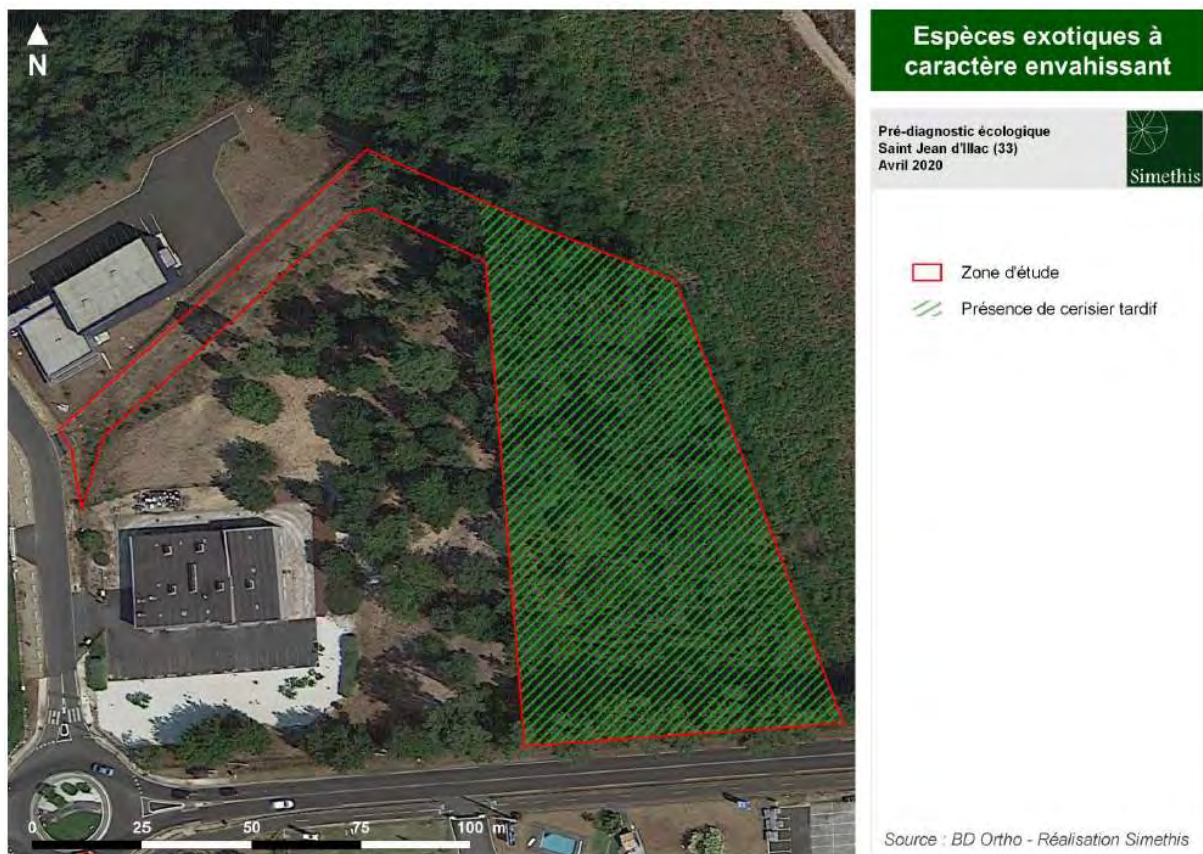 N
Espèces exotiques à
caractère envahissant
Pré-diagnostic écologique
Saint Jean d'Illac (33)
Avril 2020
Simethis
Zone d'étude
Présence de cerisier tardif
0 25 50 75 100 m
Source : BD Ortho - Réalisation Simethis